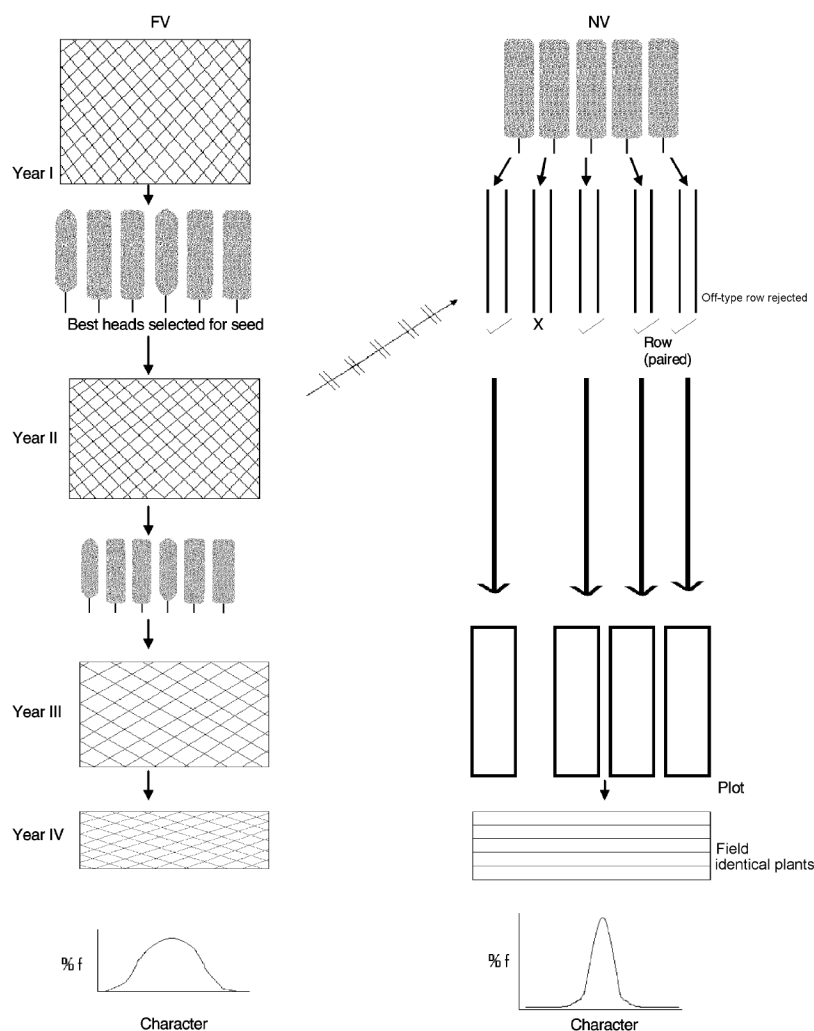 FV
NV
Year I
Best heads selected for seed
Off-type row rejected
X
Row
(paired)
Year II
Year III
Plot
Year IV
Field
identical plants
% f
% f
Character
Character